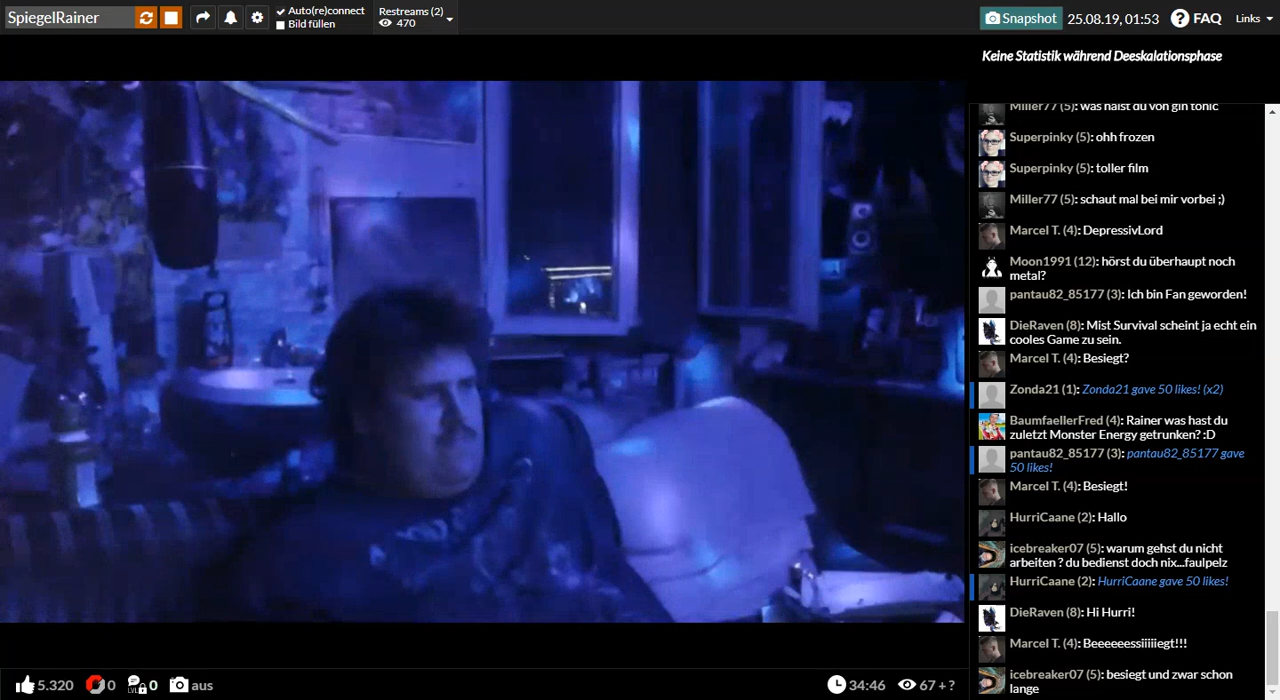 SpiegelRainer
Auto(re)connect
Bild füllen
Restreams (2)
470
Snapshot
25.08.19, 01:53
FAQ
Links
Keine Statistik während Deeskalationsphase
Miller77 (5): was hälst du von gin tonic
Superpinky (5): ohh frozen
Superpinky (5): toller film
Miller77 (5): schaut mal bei mir vorbei ;)
Marcel T. (4): DepressivLord
Moon1991 (12): hörst du überhaupt noch
metal?
pantau82_85177 (3): Ich bin Fan geworden!
DieRaven (8): Mist Survival scheint ja echt ein
cooles Game zu sein.
Marcel T. (4): Besiegt?
Zonda21 (1): Zonda21 gave 50 likes! (x2)
BaumfaellerFred (4): Rainer was hast du
zuletzt Monster Energy getrunken? :D
pantau82_85177 (3): pantau82_85177 gave
50 likes!
Marcel T. (4): Besiegt!
HurriCaane (2): Hallo
icebreaker07 (5): warum gehst du nicht
arbeiten ? du bedienst doch nix...faulpelz
HurriCaane (2): HurriCaane gave 50 likes!
DieRaven (8): Hi Hurri!
Marcel T. (4): Beeeeeessiiiiiegt!!!
icebreaker07 (5): besiegt und zwar schon
lange
5.320
0
LVL
0
aus
34:46
67 + ?